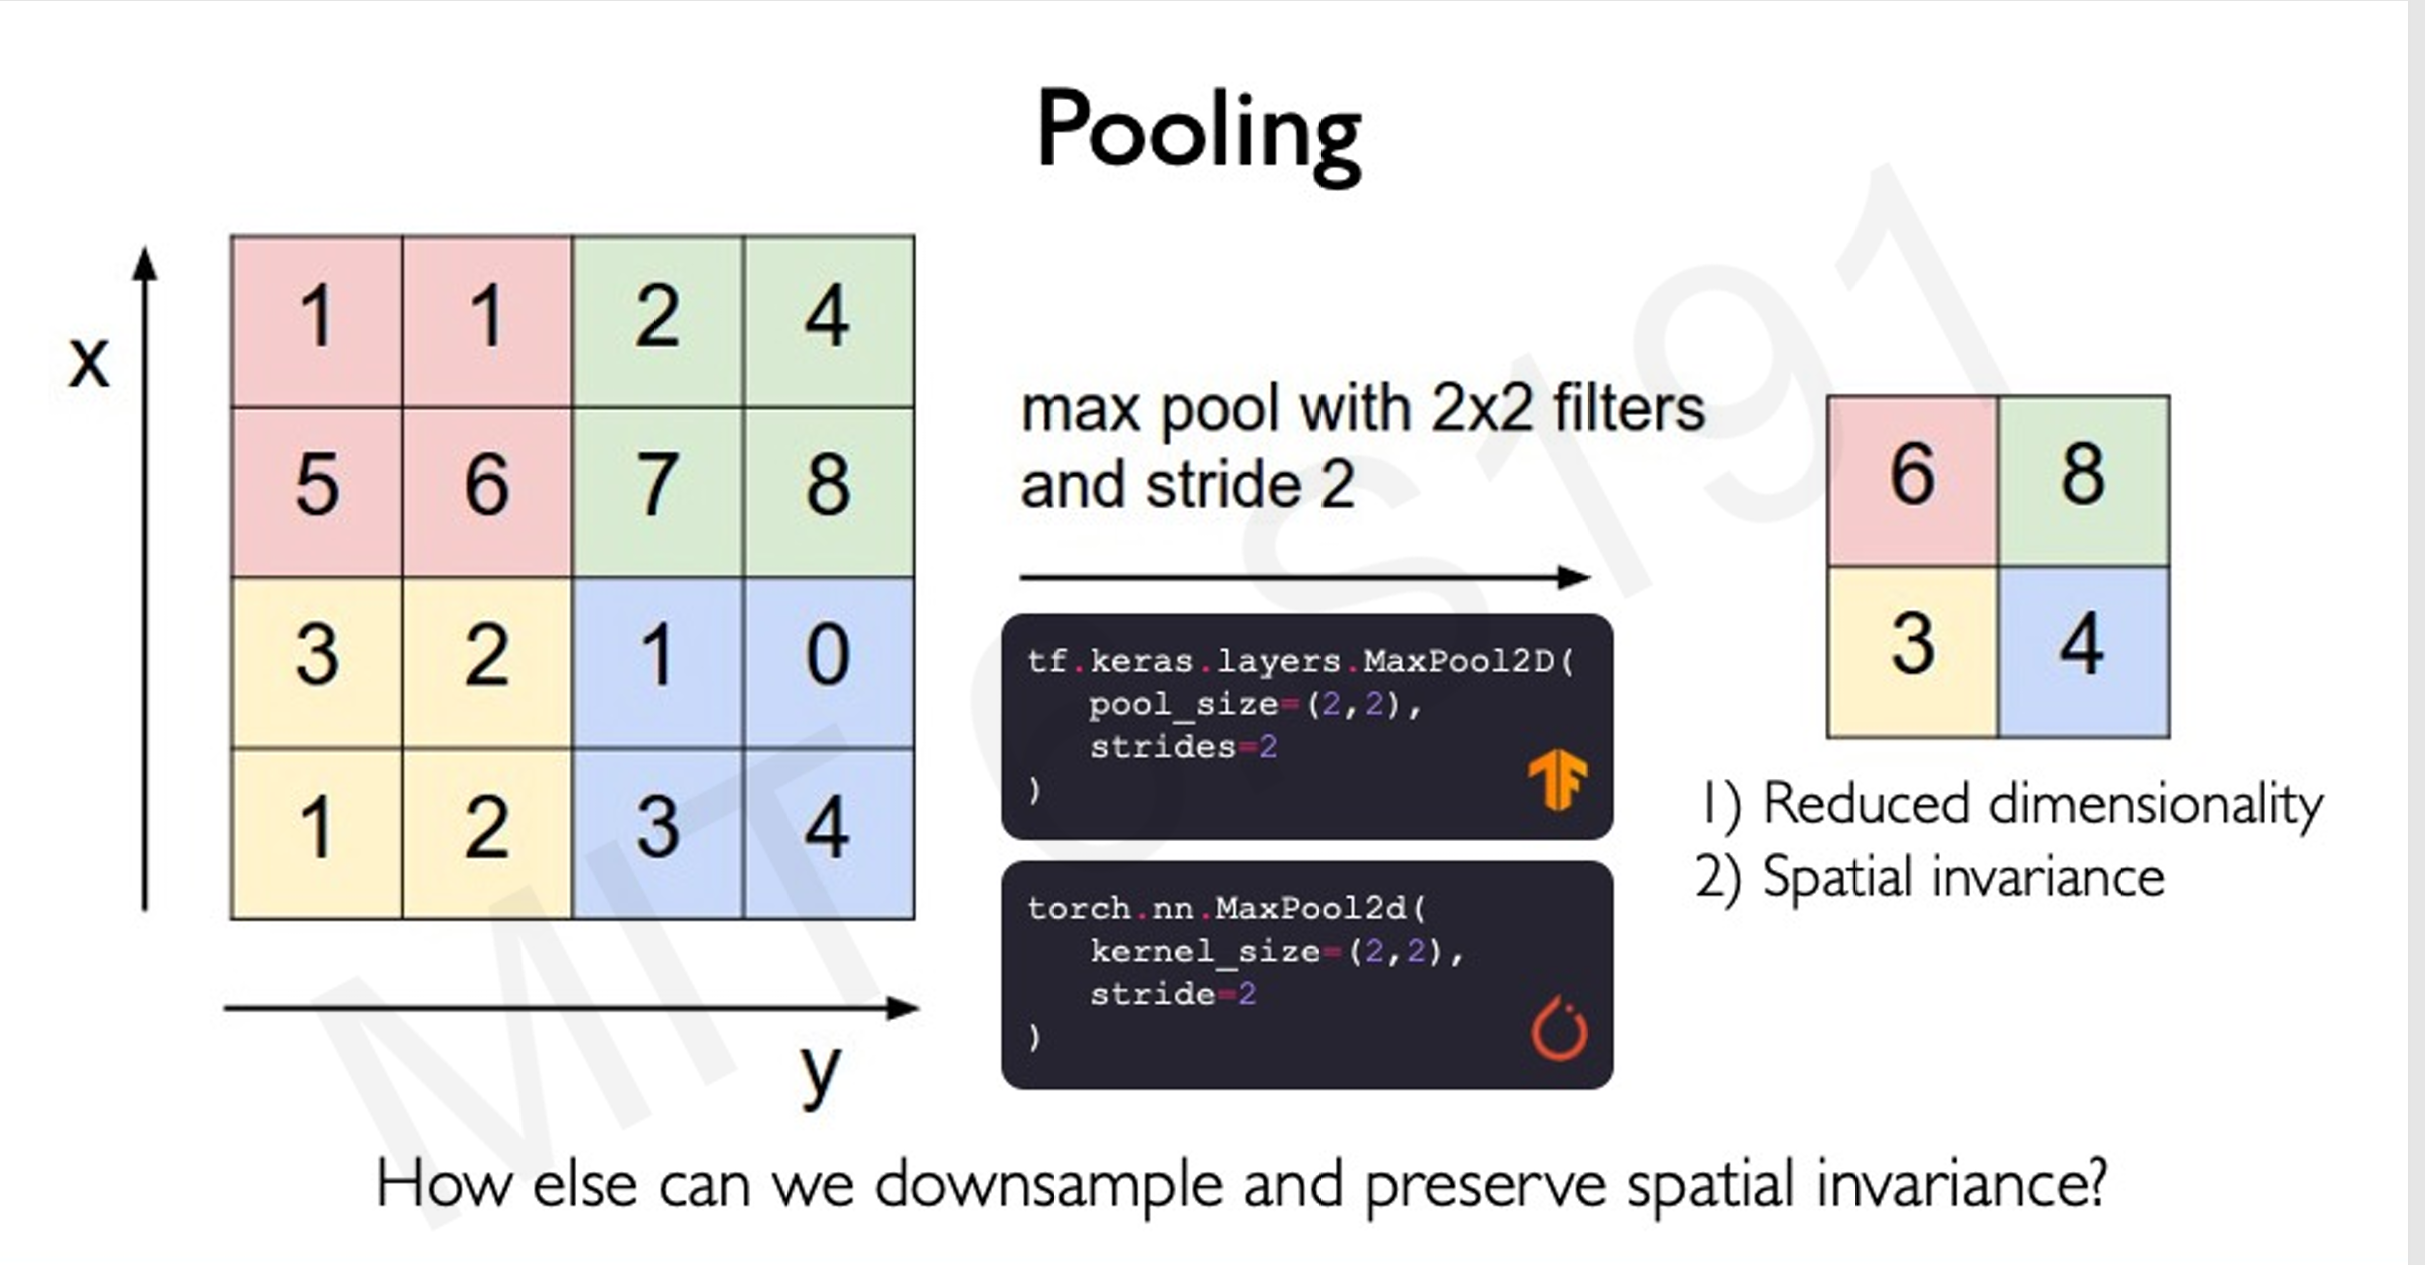 Pooling
x
1 1 2 4
5 6 7 8
3 2 1 0
1 2 3 4
y
max pool with 2x2 filters
and stride 2
tf.keras.layers.MaxPool2D(
pool_size=(2,2),
strides=2
)
torch.nn.MaxPool2d(
kernel_size=(2,2),
stride=2
)
6 8
3 4
1) Reduced dimensionality
2) Spatial invariance
How else can we downsample and preserve spatial invariance?
MIT 6.S191